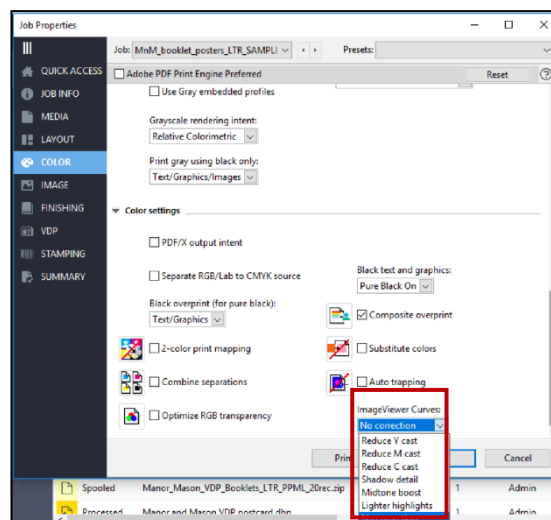 Job Properties
Job: MnM_booklet_posters_LTR_SAMPL Presets:
QUICK ACCESS
Adobe PDF Print Engine Preferred
Reset
JOB INFO
MEDIA
LAYOUT
COLOR
IMAGE
FINISHING
VDP
STAMPING
SUMMARY
Use Gray embedded profiles
Grayscale rendering intent:
Relative Colorimetric
Print gray using black only:
Text/Graphics/Images
Color settings
PDF/X output intent
Separate RGB/Lab to CMYK source
Black text and graphics:
Pure Black On
Black overprint (for pure black):
Text/Graphics
Composite overprint
2-color print mapping
Substitute colors
Combine separations
Auto trapping
Optimize RGB transparency
ImageViewer Curves:
No correction
Reduce Y cast
Reduce M cast
Reduce C cast
Shadow detail
Midtone boost
Lighter highlights
Cancel
Spooled Manor_Mason_VDP_Booklets_LTR_PPML_20rec.zip 1 Admin
Processed Manor and Mason VDP postcard.dbp 1 Admin